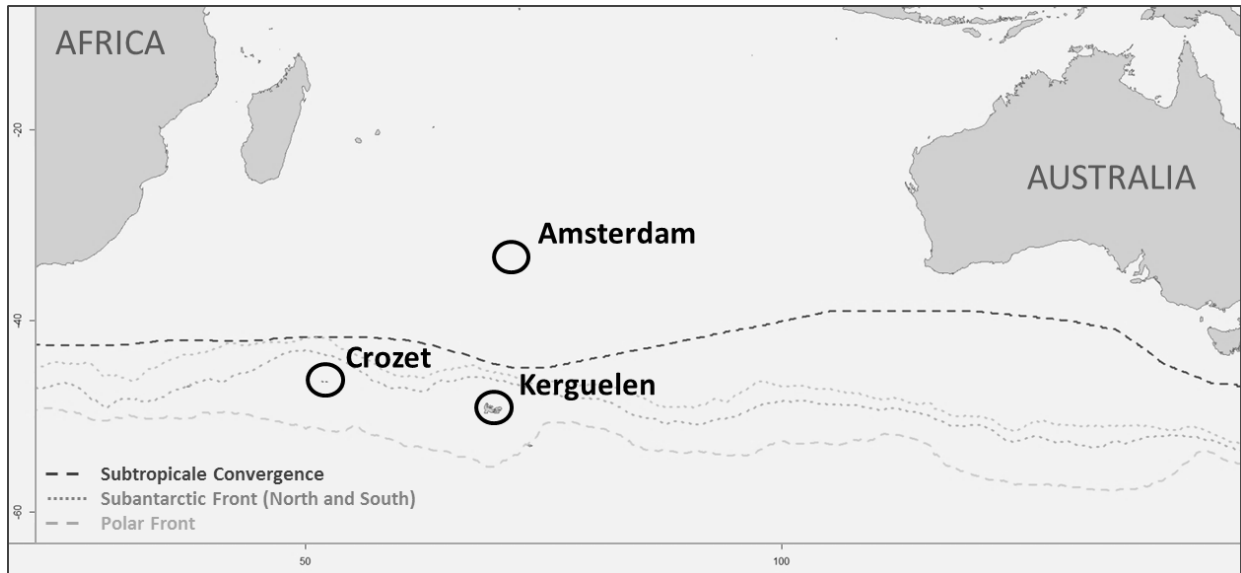 AFRICA
-20
AUSTRALIA
Amsterdam
-40
Crozet
Kerguelen
Subtropicale Convergence
Subantarctic Front (North and South)
-60
Polar Front
50
100